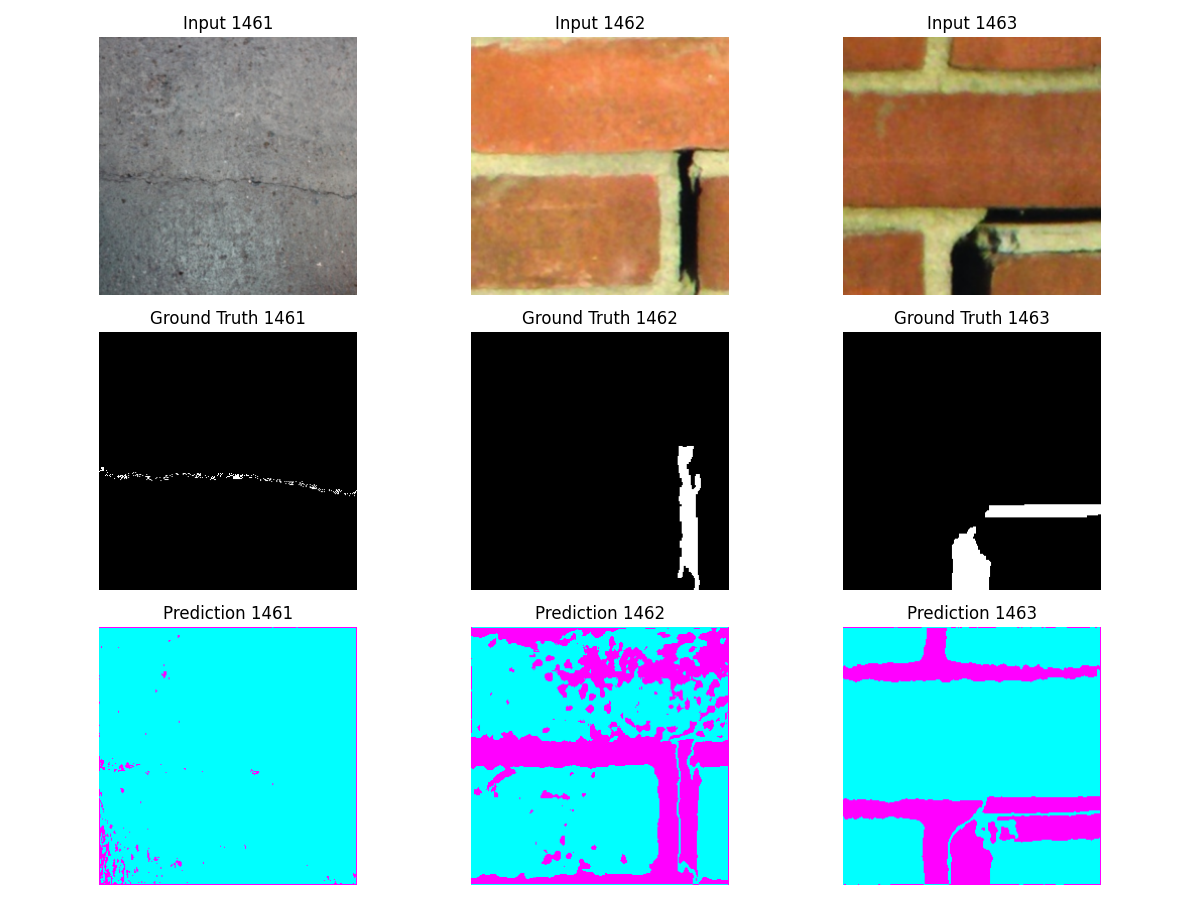 Input 1461
Input 1462
Input 1463
Ground Truth 1461
Ground Truth 1462
Ground Truth 1463
Prediction 1461
Prediction 1462
Prediction 1463